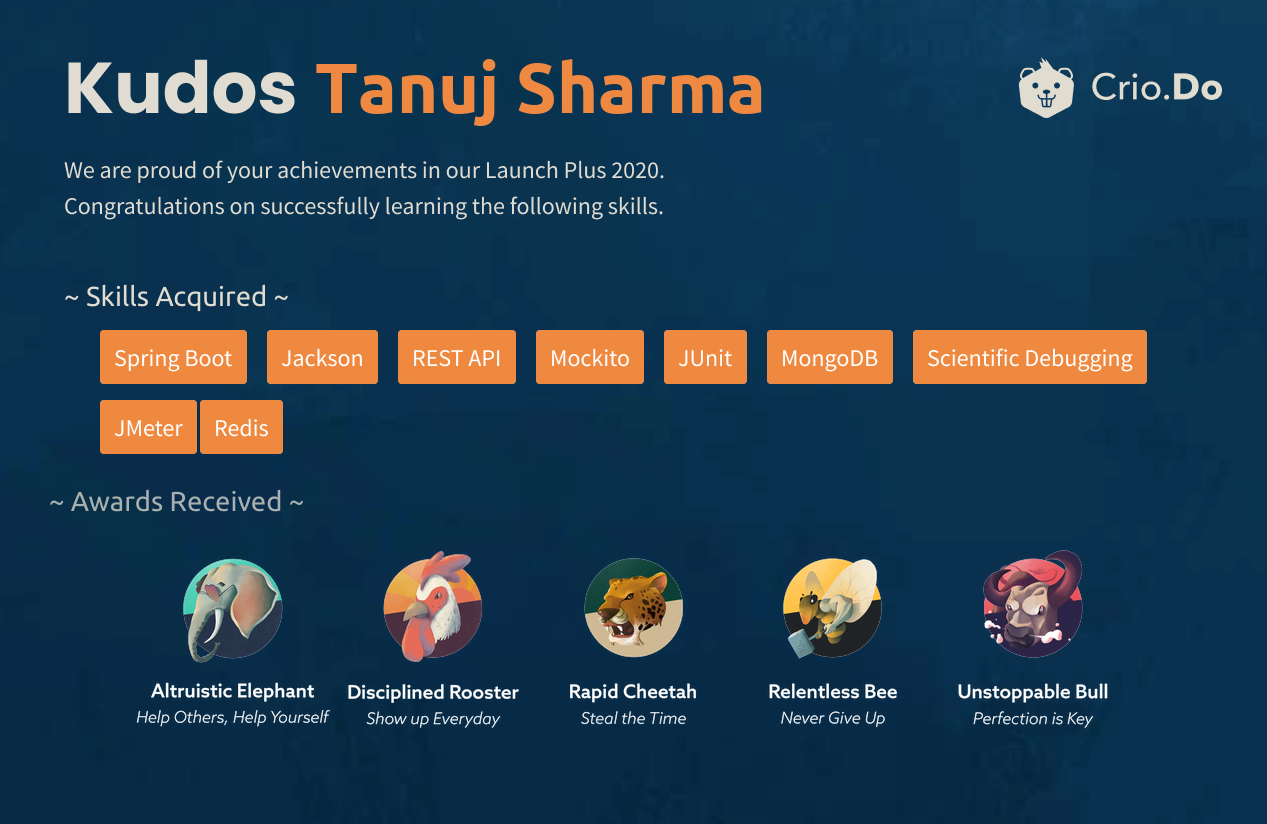 Kudos Tanuj Sharma
Crio.Do
We are proud of your achievements in our Launch Plus 2020.
Congratulations on successfully learning the following skills.
~ Skills Acquired ~
Spring Boot Jackson REST API Mockito JUnit MongoDB Scientific Debugging
JMeter Redis
~ Awards Received ~
Altruistic Elephant Disciplined Rooster Rapid Cheetah Relentless Bee Unstoppable Bull
Help Others, Help Yourself Show up Everyday Steal the Time Never Give Up Perfection is Key